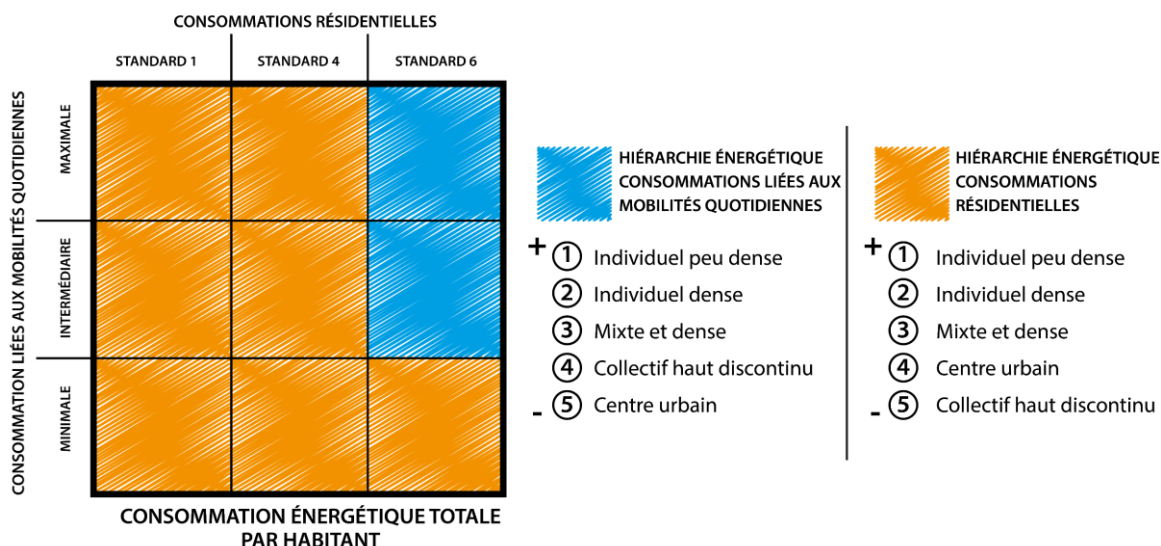 CONSOMMATIONS RÉSIDENTIELLES
STANDARD 1
STANDARD 4
STANDARD 6
CONSOMMATION LIÉES AUX MOBILITÉS QUOTIDIENNES
MAXIMALE
INTERMÉDIAIRE
MINIMALE
CONSOMMATION ÉNERGÉTIQUE TOTALE
PAR HABITANT
HIÉRARCHIE ÉNERGÉTIQUE
CONSOMMATIONS LIÉES AUX
MOBILITÉS QUOTIDIENNES
+ 1 Individuel peu dense
2 Individuel dense
3 Mixte et dense
4 Collectif haut discontinu
- 5 Centre urbain
HIÉRARCHIE ÉNERGÉTIQUE
CONSOMMATIONS
RÉSIDENTIELLES
+ 1 Individuel peu dense
2 Individuel dense
3 Mixte et dense
4 Centre urbain
- 5 Collectif haut discontinu